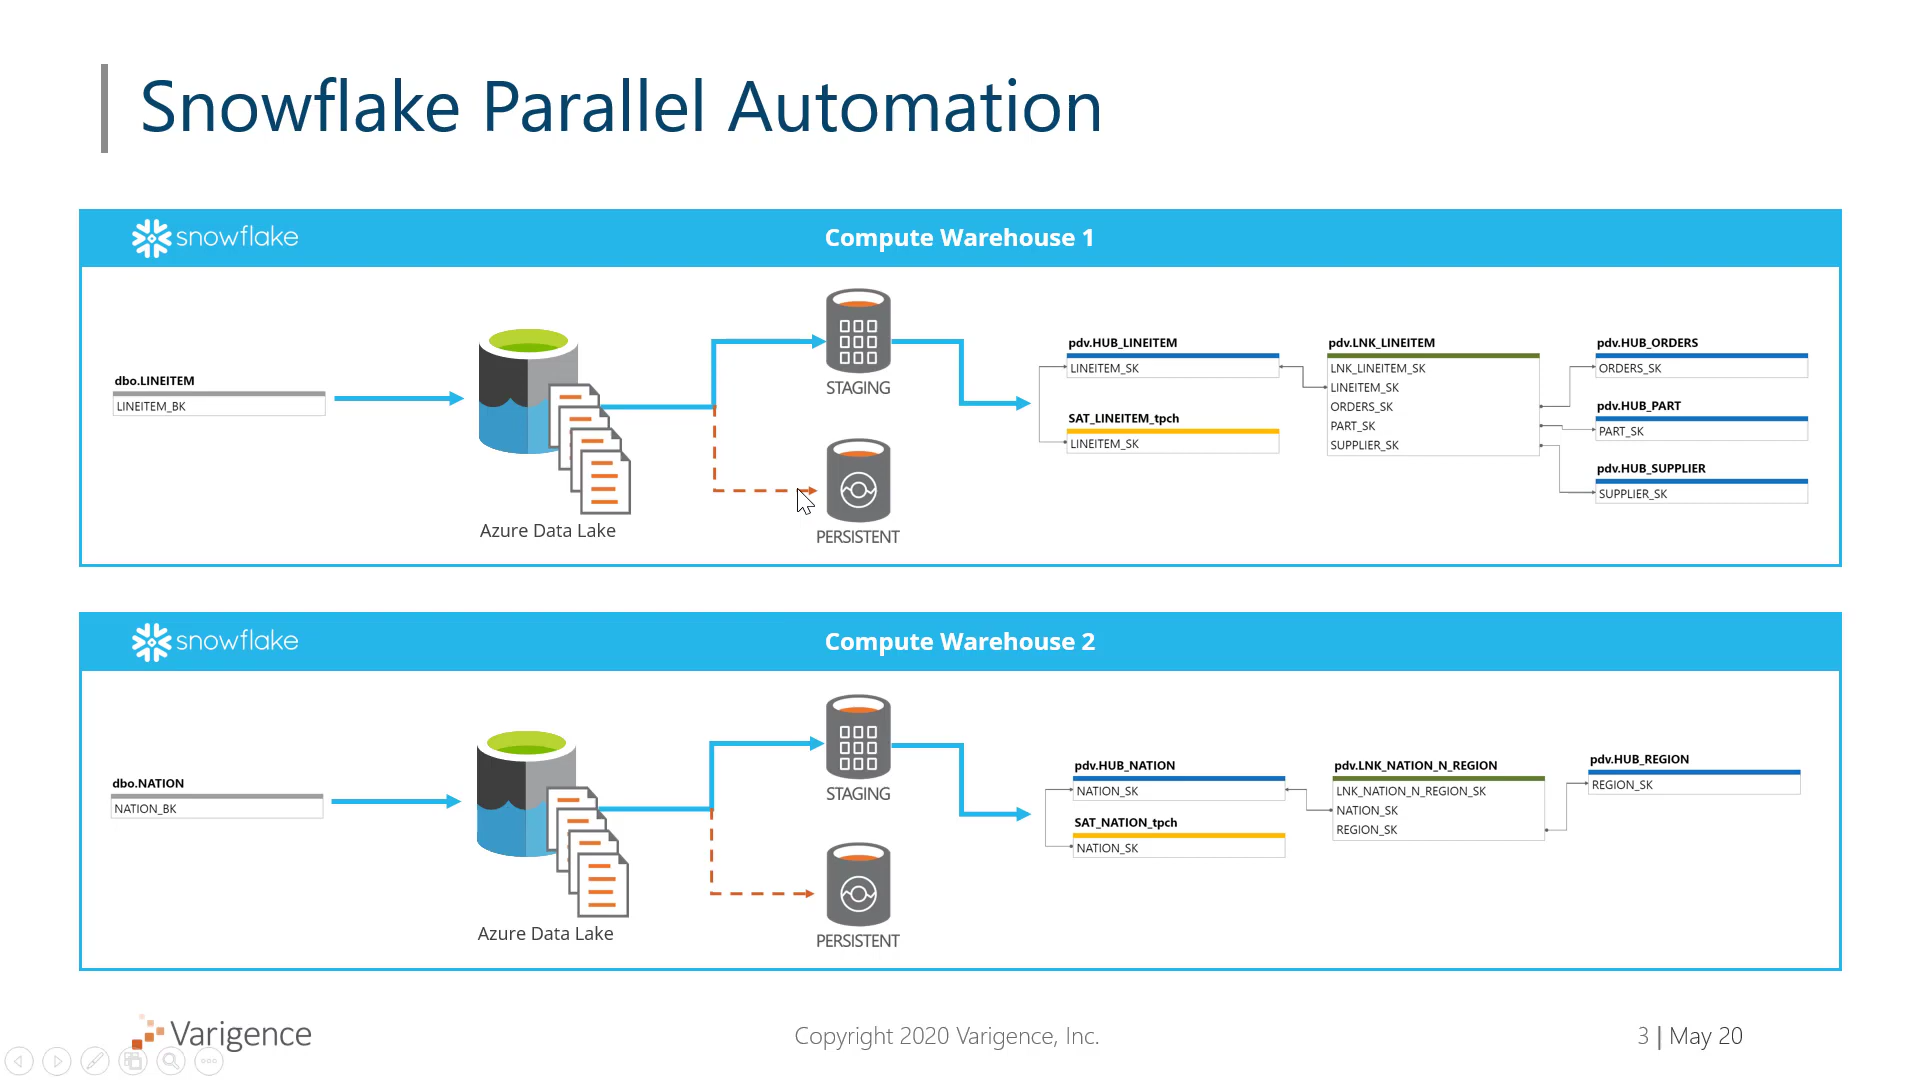 Snowflake Parallel Automation
snowflake
Compute Warehouse 1
dbo.LINEITEM
LINEITEM_BK
Azure Data Lake
STAGING
PERSISTENT
pdv.HUB_LINEITEM
LINEITEM_SK
SAT_LINEITEM_tpch
LINEITEM_SK
pdv.LNK_LINEITEM
LNK_LINEITEM_SK
LINEITEM_SK
ORDERS_SK
PART_SK
SUPPLIER_SK
pdv.HUB_ORDERS
ORDERS_SK
pdv.HUB_PART
PART_SK
pdv.HUB_SUPPLIER
SUPPLIER_SK
snowflake
Compute Warehouse 2
dbo.NATION
NATION_BK
Azure Data Lake
STAGING
PERSISTENT
pdv.HUB_NATION
NATION_SK
SAT_NATION_tpch
NATION_SK
pdv.LNK_NATION_N_REGION
LNK_NATION_N_REGION_SK
NATION_SK
REGION_SK
pdv.HUB_REGION
REGION_SK
Varigence
Copyright 2020 Varigence, Inc.
3 | May 20